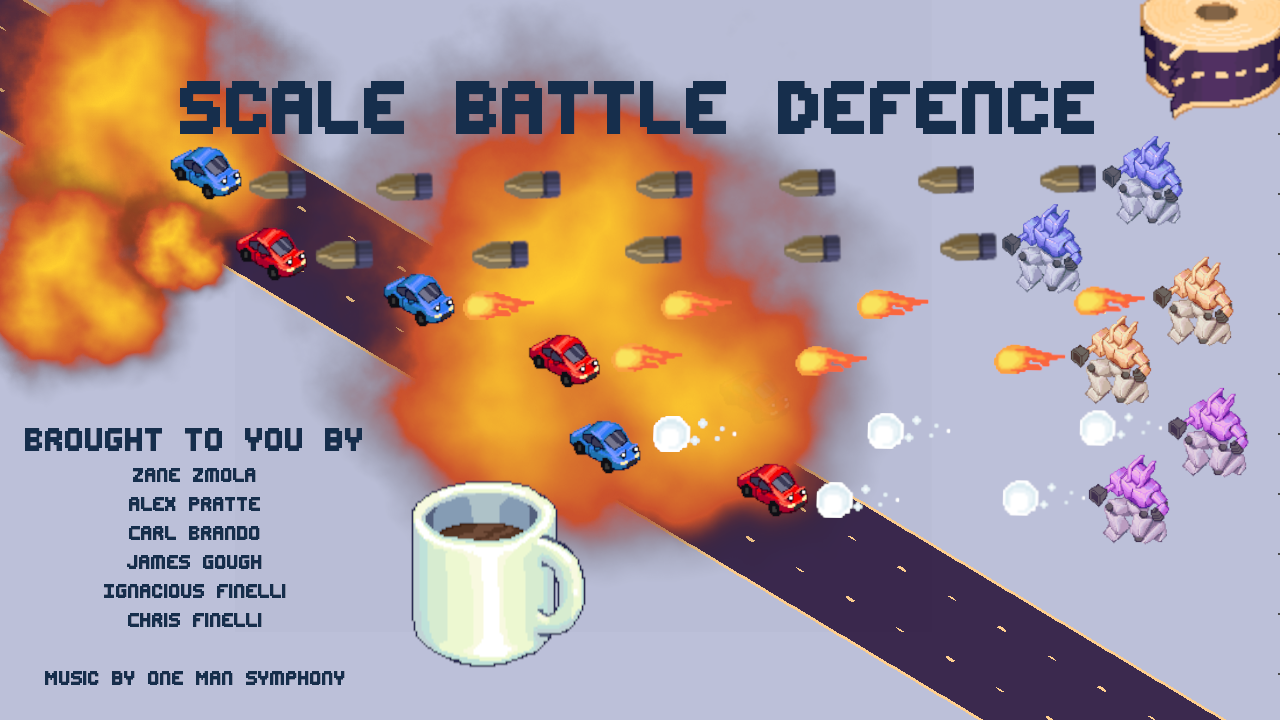 SCALE BATTLE DEFENCE
BROUGHT TO YOU BY
ZANE ZMOLA
ALEX PRATTE
CARL BRANDO
JAMES GOUGH
IGNACIOUS FINELLI
CHRIS FINELLI
MUSIC BY ONE MAN SYMPHONY